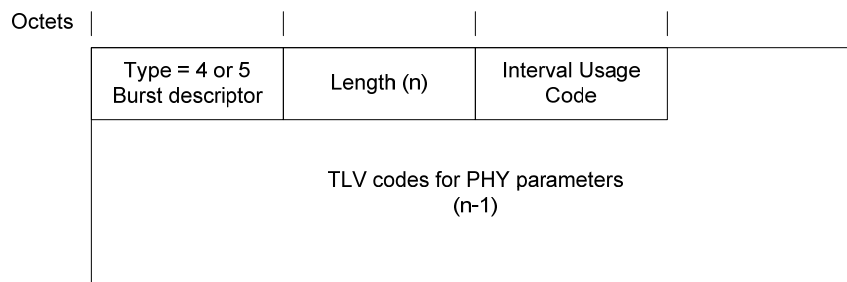 Octets
Type = 4 or 5
Burst descriptor
Length (n)
Interval Usage
Code
TLV codes for PHY parameters
(n-1)